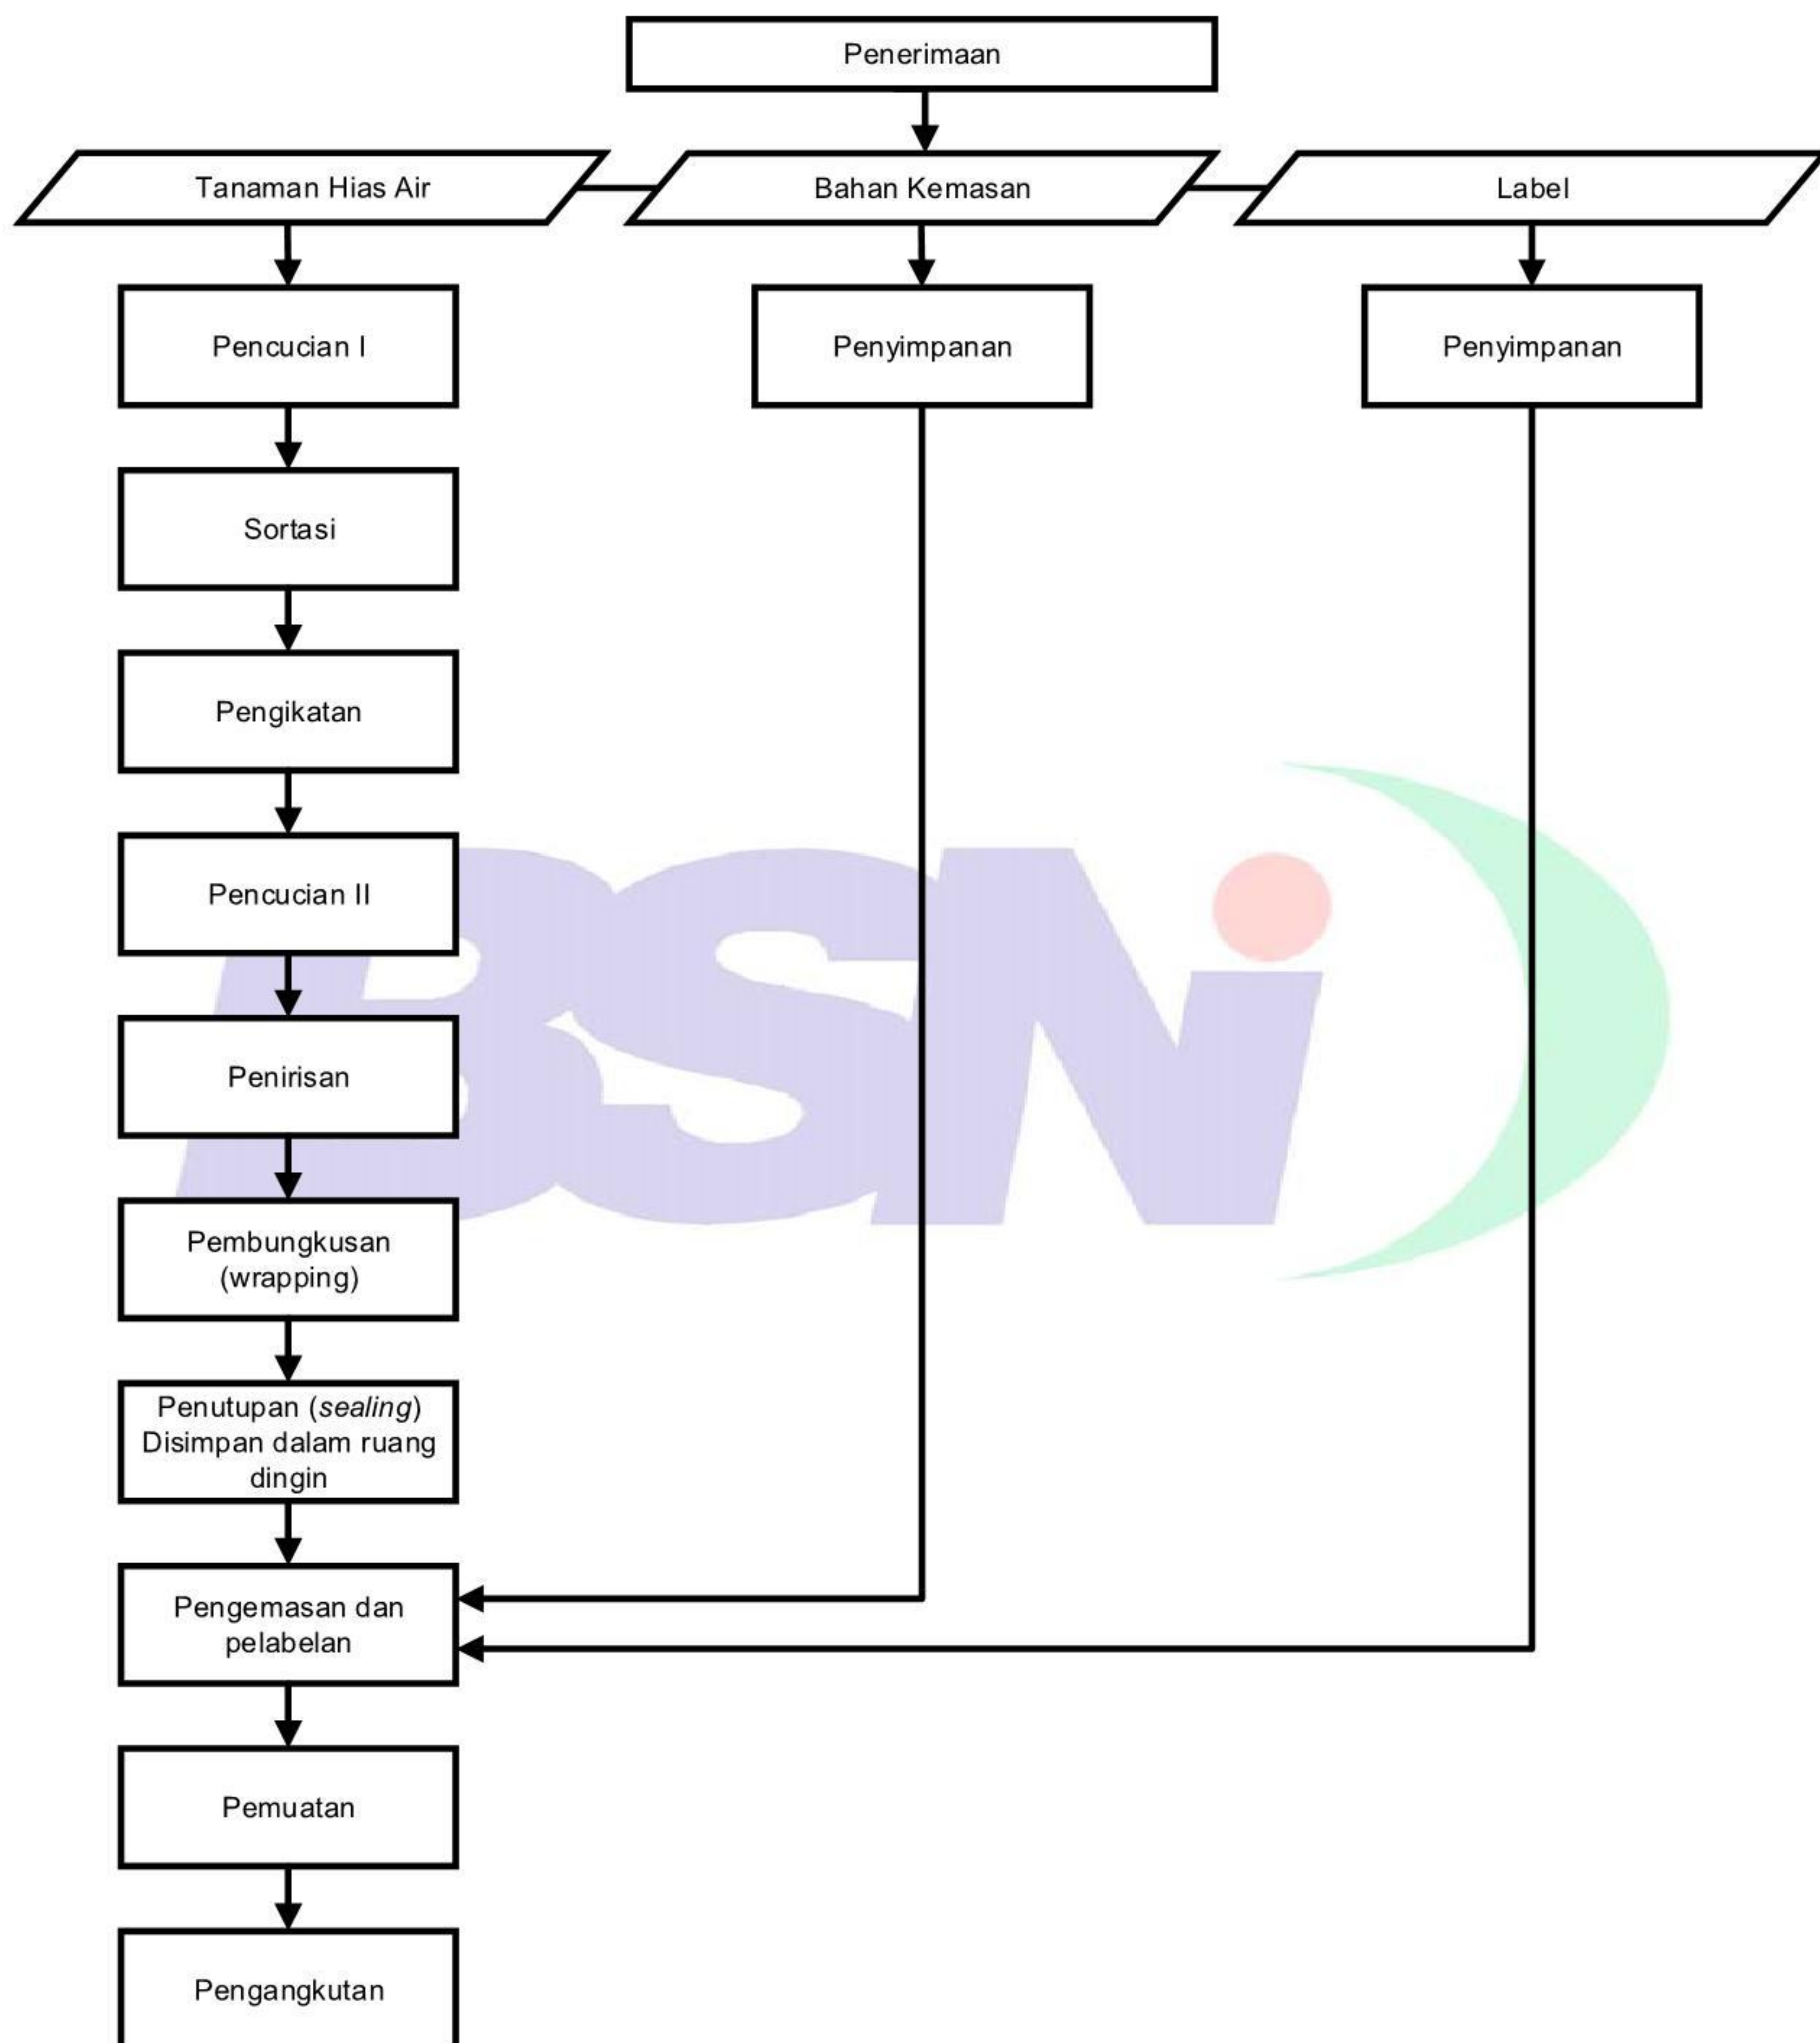 Penerimaan
Tanaman Hias Air
Bahan Kemasan
Label
Pencucian I
Penyimpanan
Penyimpanan
Sortasi
Pengikatan
Pencucian II
BSNi
Penirisan
Pembungkusan
(wrapping)
Penutupan (sealing)
Disimpan dalam ruang
dingin
Pengemasan dan
pelabelan
Pemuatan
Pengangkutan